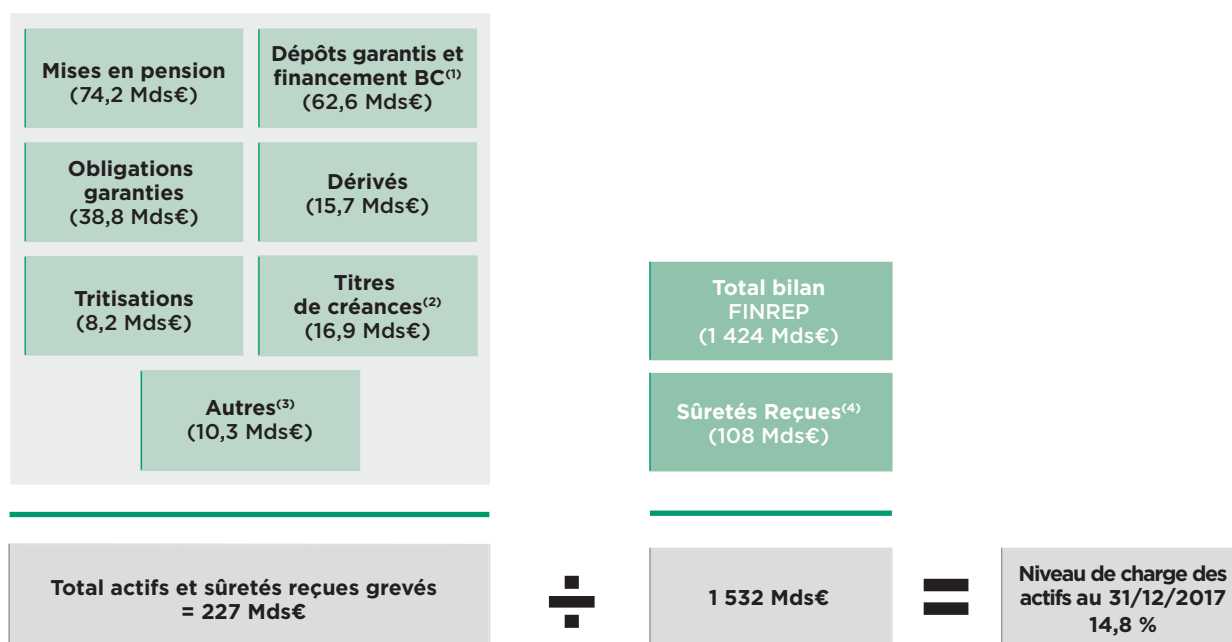 Mises en pension
(74,2 Mds€)
Dépôts garantis et
financement BC⁽¹⁾
(62,6 Mds€)
Obligations
garanties
(38,8 Mds€)
Dérivés
(15,7 Mds€)
Tritisations
(8,2 Mds€)
Titres
de créances⁽²⁾
(16,9 Mds€)
Autres⁽³⁾
(10,3 Mds€)
Total bilan
FINREP
(1 424 Mds€)
Sûretés Reçues⁽⁴⁾
(108 Mds€)
Total actifs et sûretés reçues grevés
= 227 Mds€
÷
1 532 Mds€
=
Niveau de charge des
actifs au 31/12/2017
14,8 %